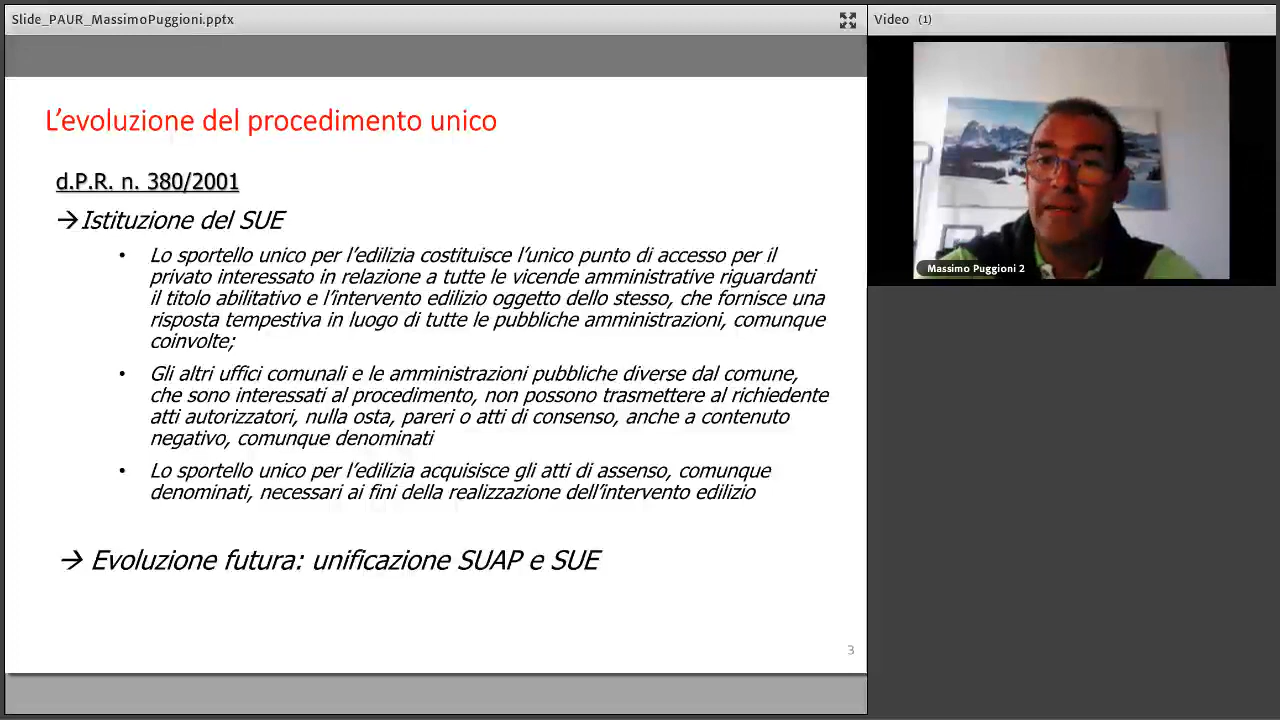 Slide_PAUR_MassimoPuggioni.pptx
Video (1)
L'evoluzione del procedimento unico
d.P.R. n. 380/2001
→ Istituzione del SUE
• Lo sportello unico per l'edilizia costituisce l'unico punto di accesso per il
privato interessato in relazione a tutte le vicende amministrative riguardanti
il titolo abilitativo e l'intervento edilizio oggetto dello stesso, che fornisce una
risposta tempestiva in luogo di tutte le pubbliche amministrazioni, comunque
coinvolte;
• Gli altri uffici comunali e le amministrazioni pubbliche diverse dal comune,
che sono interessati al procedimento, non possono trasmettere al richiedente
atti autorizzatori, nulla osta, pareri o atti di consenso, anche a contenuto
negativo, comunque denominati
• Lo sportello unico per l'edilizia acquisisce gli atti di assenso, comunque
denominati, necessari ai fini della realizzazione dell'intervento edilizio
→ Evoluzione futura: unificazione SUAP e SUE
3
Massimo Puggioni 2